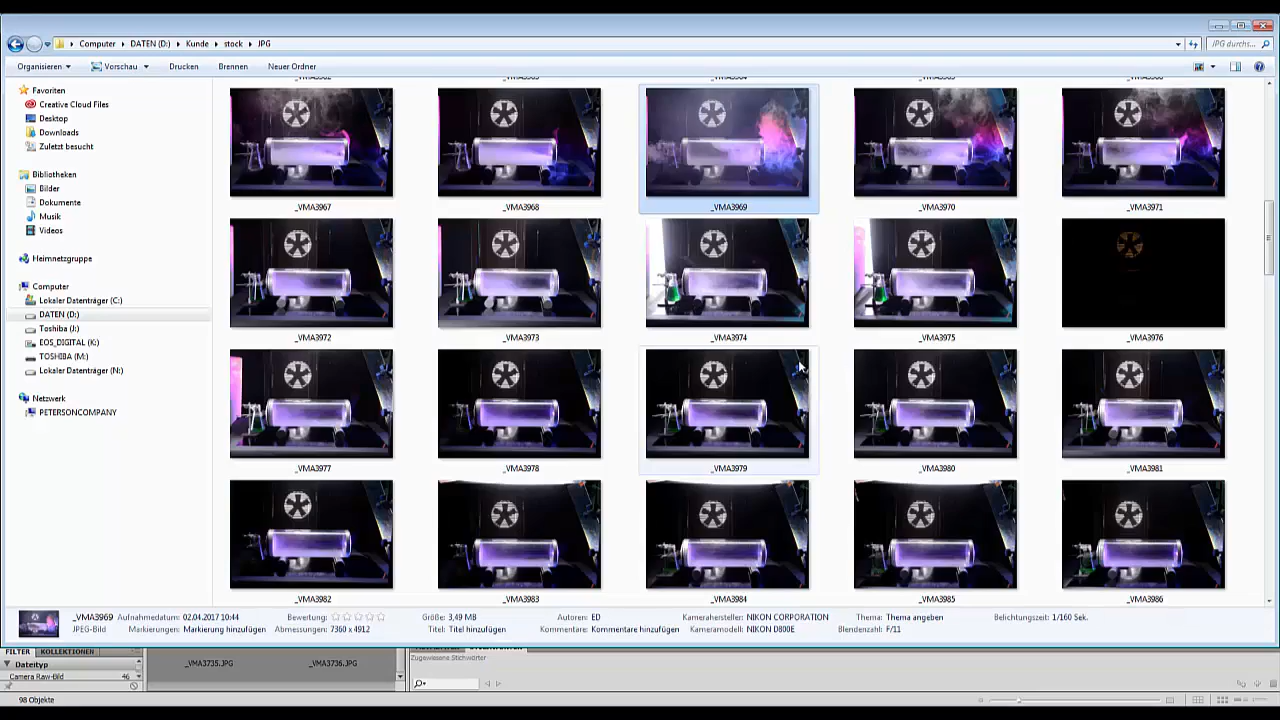 Computer ▸ DATEN (D:) ▸ Kunde ▸ stock ▸ JPG
JPG durchs...
Organisieren
Vorschau
Drucken
Brennen
Neuer Ordner
Favoriten
Creative Cloud Files
Desktop
Downloads
Zuletzt besucht
Bibliotheken
Bilder
Dokumente
Musik
Videos
Heimnetzgruppe
Computer
Lokaler Datenträger (C:)
DATEN (D:)
Toshiba (J:)
EOS_DIGITAL (K:)
TOSHIBA (M:)
Lokaler Datenträger (N:)
Netzwerk
PETERSONCOMPANY
_VMA3967
_VMA3968
_VMA3969
_VMA3970
_VMA3971
_VMA3972
_VMA3973
_VMA3974
_VMA3975
_VMA3976
_VMA3977
_VMA3978
_VMA3979
_VMA3980
_VMA3981
_VMA3982
_VMA3983
_VMA3984
_VMA3985
_VMA3986
_VMA3969 Aufnahmedatum: 02.04.2017 10:44 Bewertung: Größe: 3,49 MB Autoren: ED Kamerahersteller: NIKON CORPORATION Thema: Thema angeben Belichtungszeit: 1/160 Sek.
JPEG-Bild Markierungen: Markierung hinzufügen Abmessungen: 7360 x 4912 Titel: Titel hinzufügen Kommentare: Kommentare hinzufügen Kameramodell: NIKON D800E Blendenzahl: F/11
FILTER KOLLEKTIONEN
Dateityp
Camera Raw-Bild 46
_VMA3735.JPG
_VMA3736.JPG
Zugewiesene Stichwörter
98 Objekte